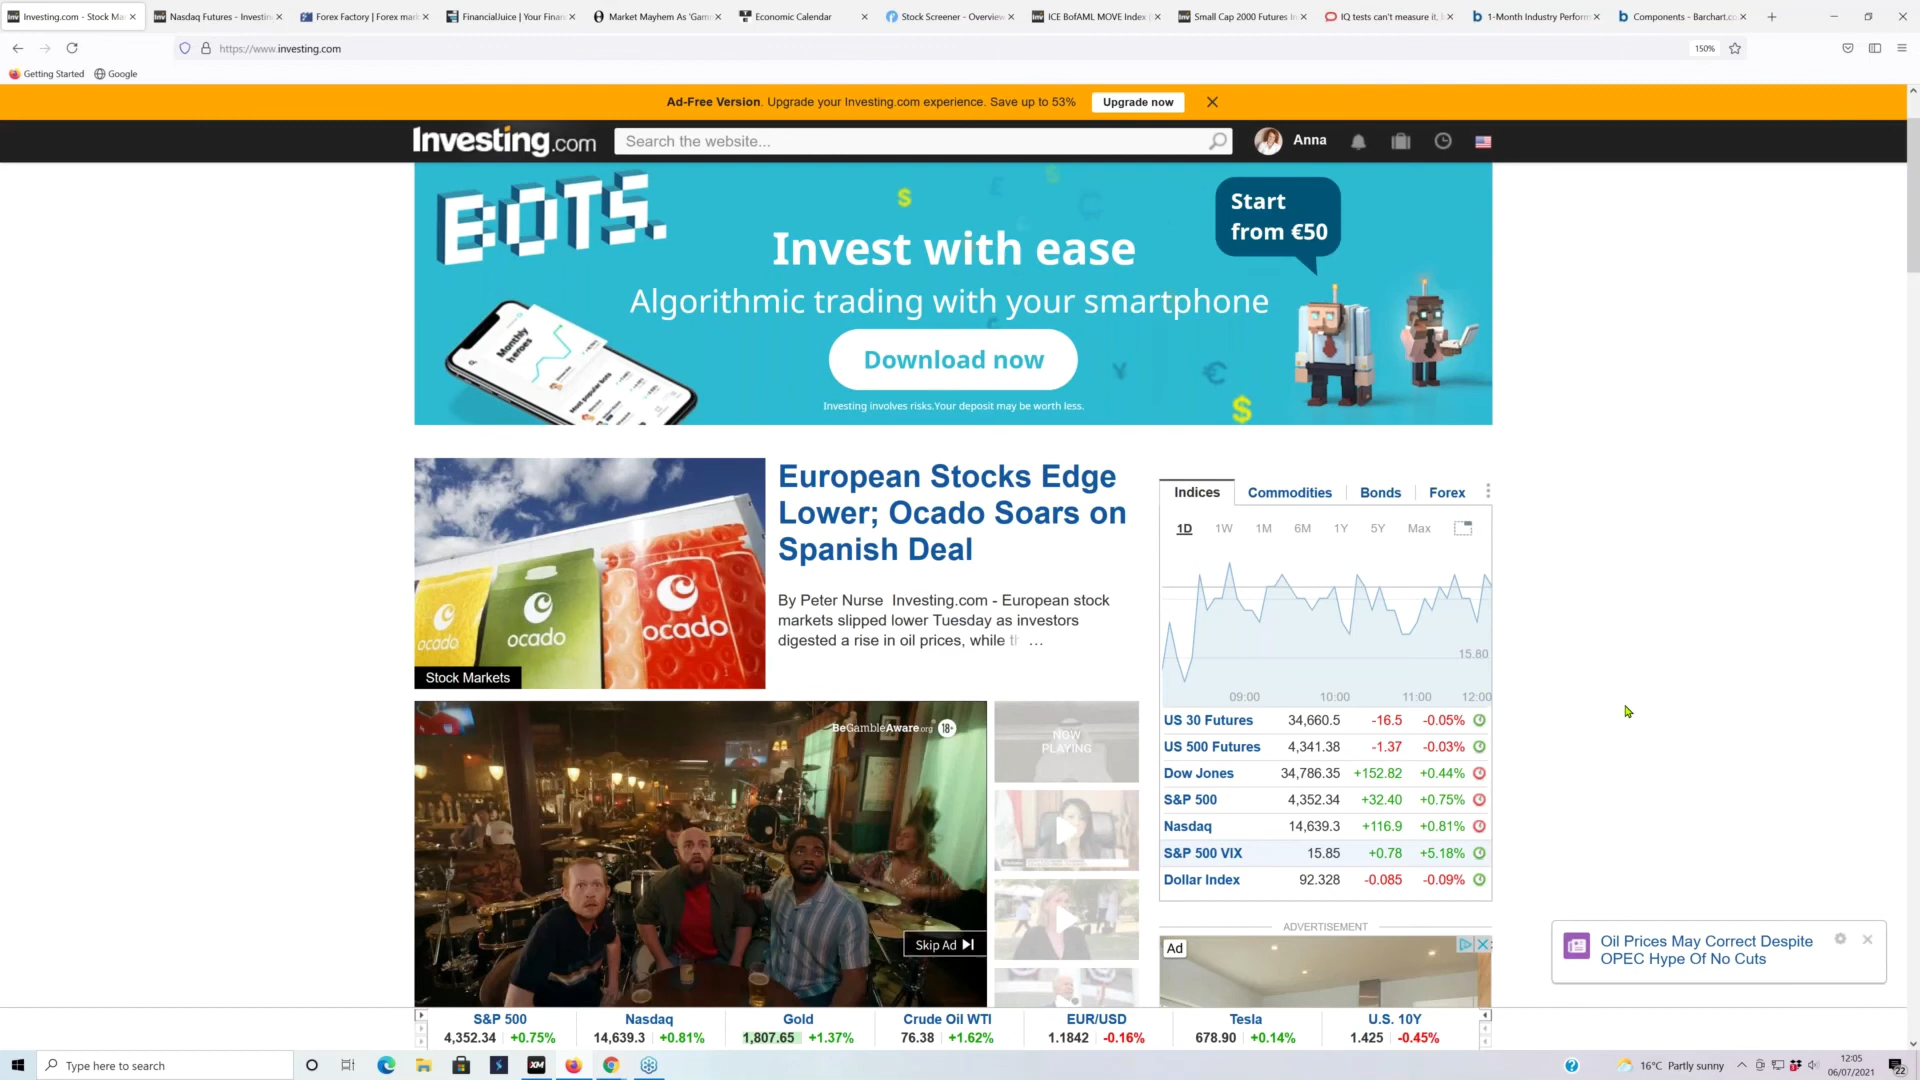 Investing.com - Stock Ma
Nasdaq Futures - Investin
Forex Factory | Forex mark
FinancialJuice | Your Finan
Market Mayhem As 'Gam
Economic Calendar
Stock Screener - Overview
ICE BofAML MOVE Index
Small Cap 2000 Futures In
IQ tests can't measure it,
1-Month Industry Perform
Components - Barchart.co
https://www.investing.com
150%
Getting Started
Google
Ad-Free Version. Upgrade your Investing.com experience. Save up to 53%
Upgrade now
Investing.com
Search the website...
Anna
BOTS.
Invest with ease
Algorithmic trading with your smartphone
Download now
Investing involves risks.Your deposit may be worth less.
Start
from €50
Monthly
heroes
Most popular bots
European Stocks Edge
Lower; Ocado Soars on
Spanish Deal
By Peter Nurse  Investing.com - European stock
markets slipped lower Tuesday as investors
digested a rise in oil prices, while th ...
ocado
ocado
ocado
Stock Markets
Indices Commodities Bonds Forex
1D 1W 1M 6M 1Y 5Y Max
15.80
09:00 10:00 11:00 12:00
US 30 Futures 34,660.5 -16.5 -0.05%
US 500 Futures 4,341.38 -1.37 -0.03%
Dow Jones 34,786.35 +152.82 +0.44%
S&P 500 4,352.34 +32.40 +0.75%
Nasdaq 14,639.3 +116.9 +0.81%
S&P 500 VIX 15.85 +0.78 +5.18%
Dollar Index 92.328 -0.085 -0.09%
BeGambleAware.org 18+
Skip Ad
NOW
PLAYING
ADVERTISEMENT
Ad
Oil Prices May Correct Despite
OPEC Hype Of No Cuts
S&P 500 Nasdaq Gold Crude Oil WTI EUR/USD Tesla U.S. 10Y
4,352.34 +0.75% 14,639.3 +0.81% 1,807.65 +1.37% 76.38 +1.62% 1.1842 -0.16% 678.90 +0.14% 1.425 -0.45%
Type here to search
XM
16°C Partly sunny
12:05
06/07/2021
22